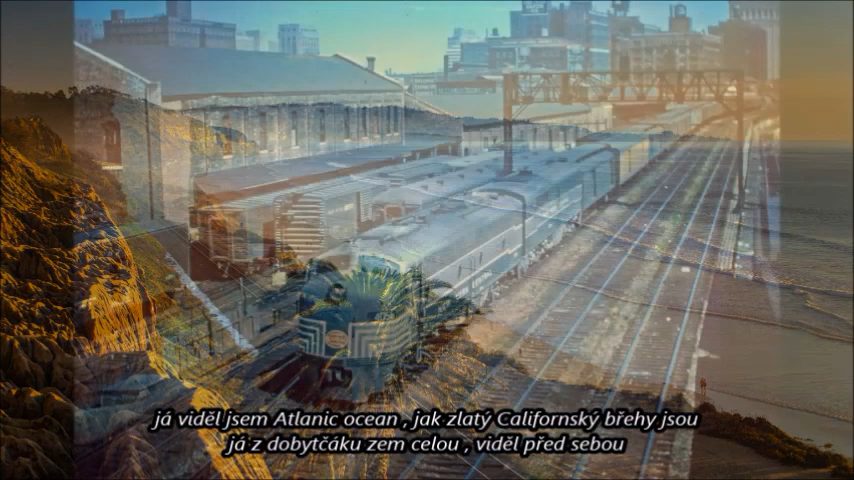 já viděl jsem Atlanic ocean , jak zlatý Californský břehy jsou
já z dobytčáku zem celou , viděl před sebou